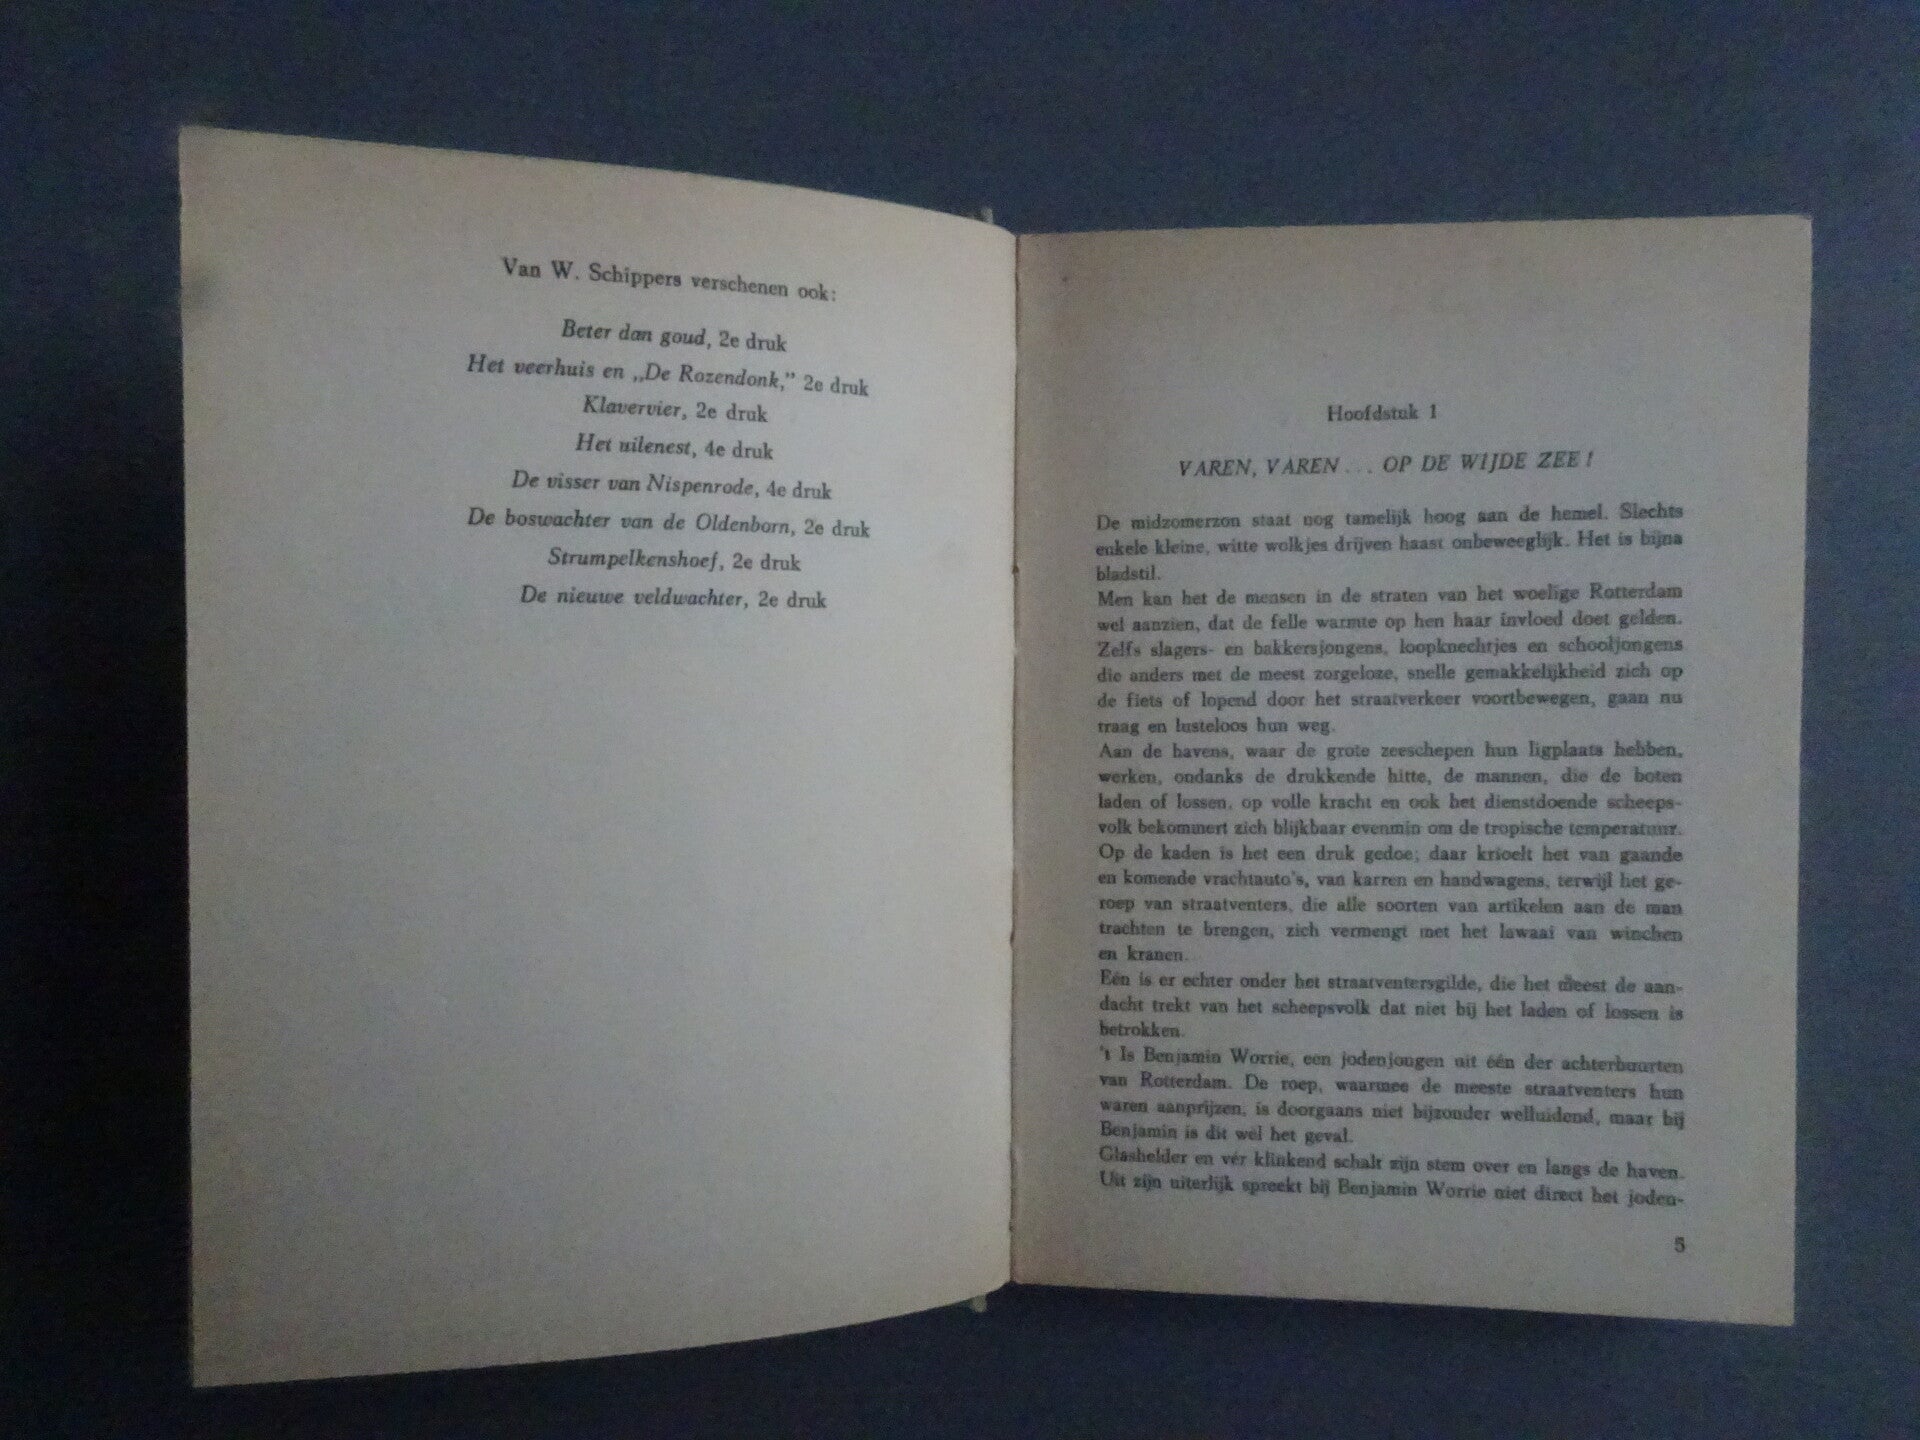 Van W. Schippers verschenen ook:
Beter dan goud, 2e druk
Het veerhuis en „De Rozendonk,” 2e druk
Klavervier, 2e druk
Het uilenest, 4e druk
De visser van Nispenrode, 4e druk
De boswachter van de Oldenborn, 2e druk
Strumpelkenshoef, 2e druk
De nieuwe veldwachter, 2e druk
Hoofdstuk 1
VAREN, VAREN ... OP DE WIJDE ZEE!
De midzomerzon staat nog tamelijk hoog aan de hemel. Slechts
enkele kleine, witte wolkjes drijven haast onbeweeglijk. Het is bijna
bladstil.
Men kan het de mensen in de straten van het woelige Rotterdam
wel aanzien, dat de felle warmte op hen haar invloed doet gelden.
Zelfs slagers- en bakkersjongens, loopknechtjes en schooljongens
die anders met de meest zorgeloze, snelle gemakkelijkheid zich op
de fiets of lopend door het straatverkeer voortbewegen, gaan nu
traag en lusteloos hun weg.
Aan de havens, waar de grote zeeschepen hun ligplaats hebben,
werken, ondanks de drukkende hitte, de mannen, die de boten
laden of lossen, op volle kracht en ook het dienstdoende scheeps-
volk bekommert zich blijkbaar evenmin om de tropische temperatuur.
Op de kaden is het een druk gedoe; daar krioelt het van gaande
en komende vrachtauto's, van karren en handwagens, terwijl het ge-
roep van straatventers, die alle soorten van artikelen aan de man
trachten te brengen, zich vermengt met het lawaai van winchen
en kranen.
Eén is er echter onder het straatventersgilde, die het meest de aan-
dacht trekt van het scheepsvolk dat niet bij het laden of lossen is
betrokken.
't Is Benjamin Worrie, een jodenjongen uit één der achterbuurten
van Rotterdam. De roep, waarmee de meeste straatventers hun
waren aanprijzen, is doorgaans niet bijzonder welluidend, maar bij
Benjamin is dit wel het geval.
Glashelder en vér klinkend schalt zijn stem over en langs de haven.
Uit zijn uiterlijk spreekt bij Benjamin Worrie niet direct het joden-
5